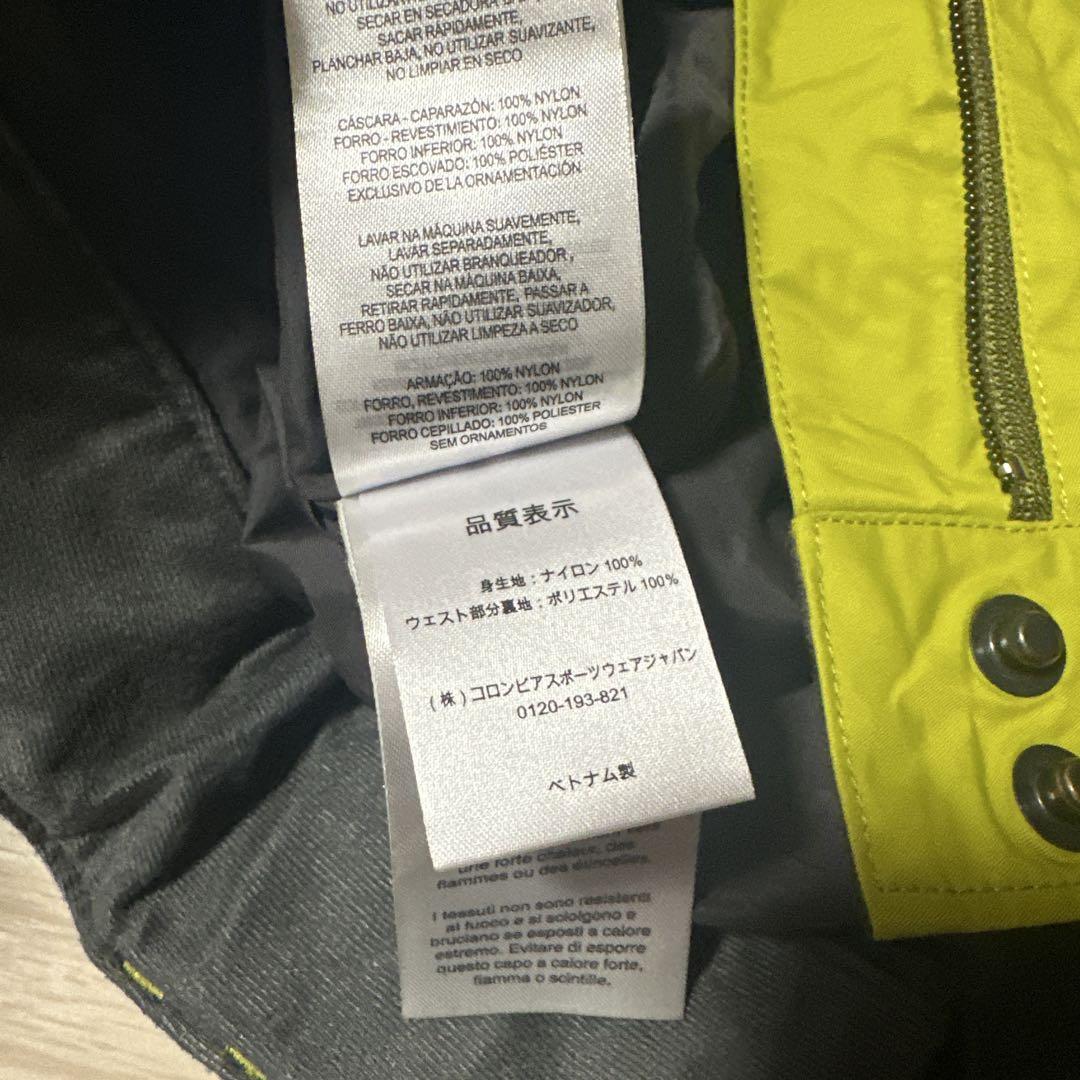 NO UTILIZAR
SECAR EN SECADORA
SACAR RÁPIDAMENTE,
PLANCHAR BAJA, NO UTILIZAR SUAVIZANTE,
NO LIMPIAR EN SECO
CÁSCARA - CAPARAZÓN: 100% NYLON
FORRO - REVESTIMIENTO: 100% NYLON
FORRO INFERIOR: 100% NYLON
FORRO ESCOVADO: 100% POLIÉSTER
EXCLUSIVO DE LA ORNAMENTACIÓN
LAVAR NA MÁQUINA SUAVEMENTE,
LAVAR SEPARADAMENTE,
NÃO UTILIZAR BRANQUEADOR ,
SECAR NA MÁQUINA BAIXA,
RETIRAR RAPIDAMENTE, PASSAR A
FERRO BAIXA, NÃO UTILIZAR SUAVIZADOR,
NÃO UTILIZAR LIMPEZA A SECO
ARMAÇÃO: 100% NYLON
FORRO, REVESTIMENTO: 100% NYLON
FORRO INFERIOR: 100% NYLON
FORRO CEPILLADO: 100% POLIESTER
SEM ORNAMENTOS
品質表示
身生地 : ナイロン 100%
ウェスト部分裏地 : ポリエステル 100%
(株) コロンビアスポーツウェアジャパン
0120-193-821
ベトナム製
une forte chaleur, des
flammes ou des étincelles.
I tessuti non sono resistenti
al fuoco e si sciolgono e
bruciano se esposti a calore
estremo. Evitare di esporre
questo capo a calore forte,
fiamma o scintille.